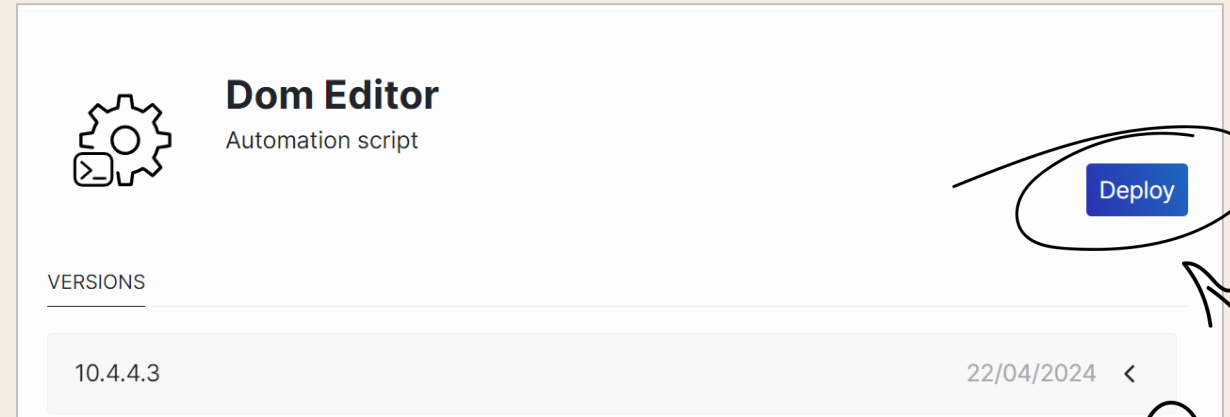 Dom Editor
Automation script
Deploy
VERSIONS
10.4.4.3
22/04/2024